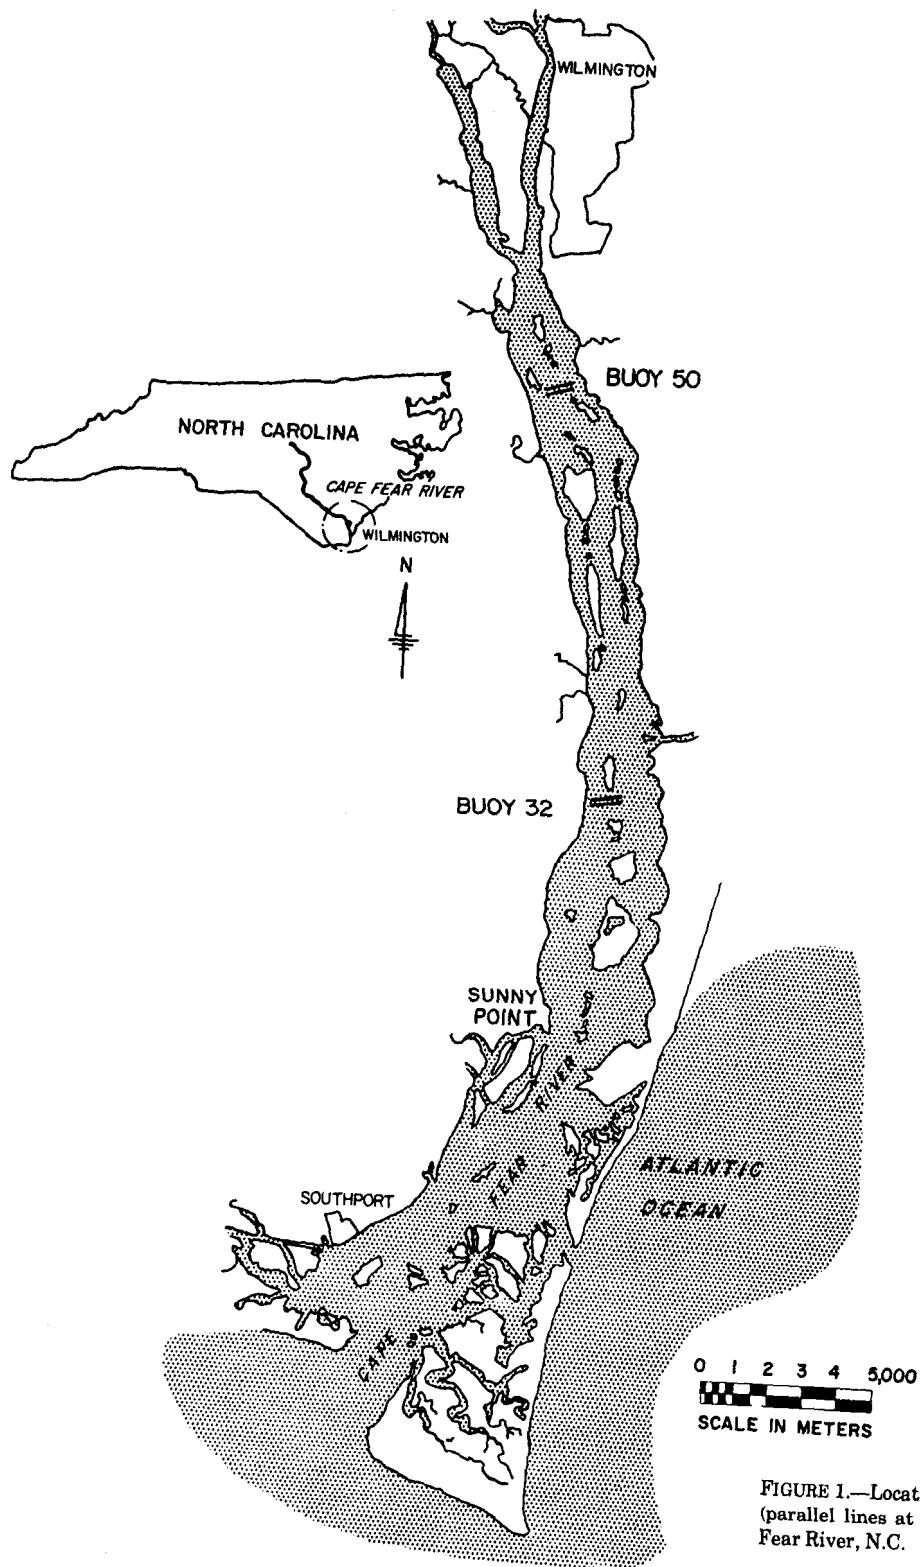 WILMINGTON
BUOY 50
NORTH CAROLINA
CAPE FEAR RIVER
WILMINGTON
N
BUOY 32
SUNNY
POINT
CAPE FEAR RIVER
ATLANTIC
OCEAN
SOUTHPORT
0 1 2 3 4 5,000
SCALE IN METERS
FIGURE 1.—Locat
(parallel lines at
Fear River, N.C.